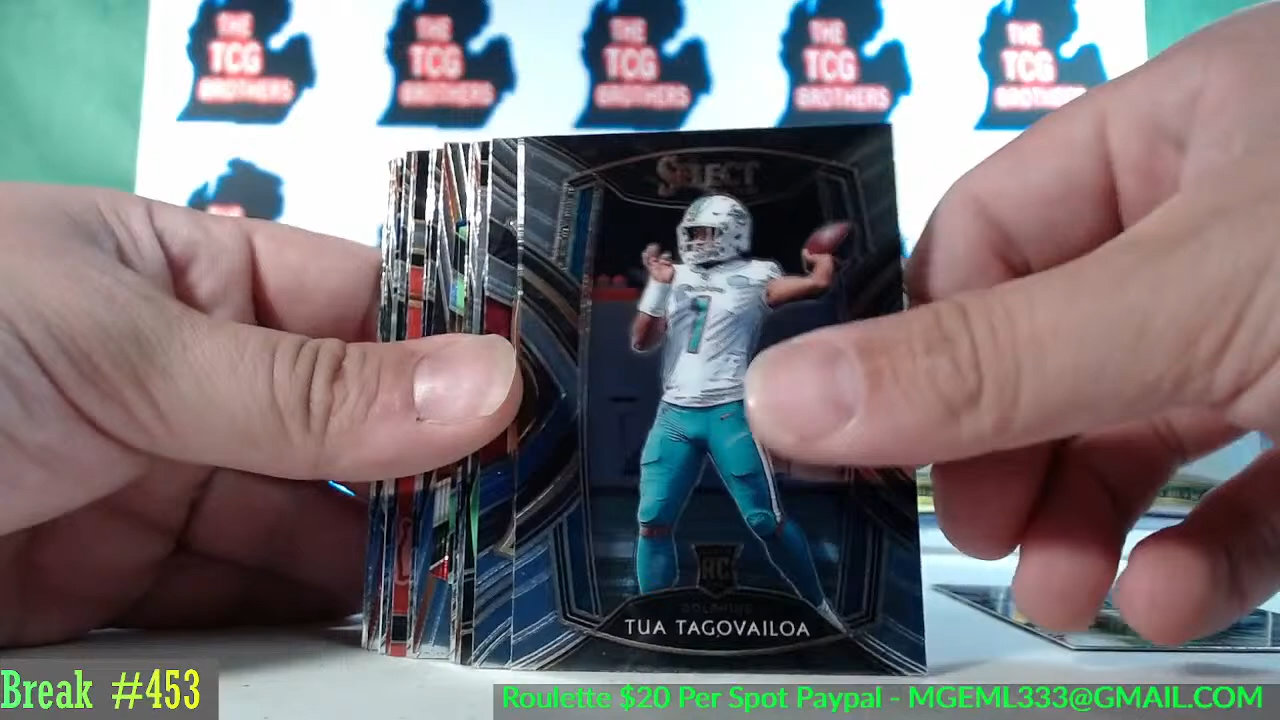 THE
TCG
BROTHERS
THE
TCG
BROTHERS
THE
TCG
BROTHERS
THE
TCG
BROTHERS
THE
TCG
BROTHERS
SELECT
1
RC
DOLPHINS
TUA TAGOVAILOA
Break #453
Roulette $20 Per Spot Paypal - MGEML333@GMAIL.COM